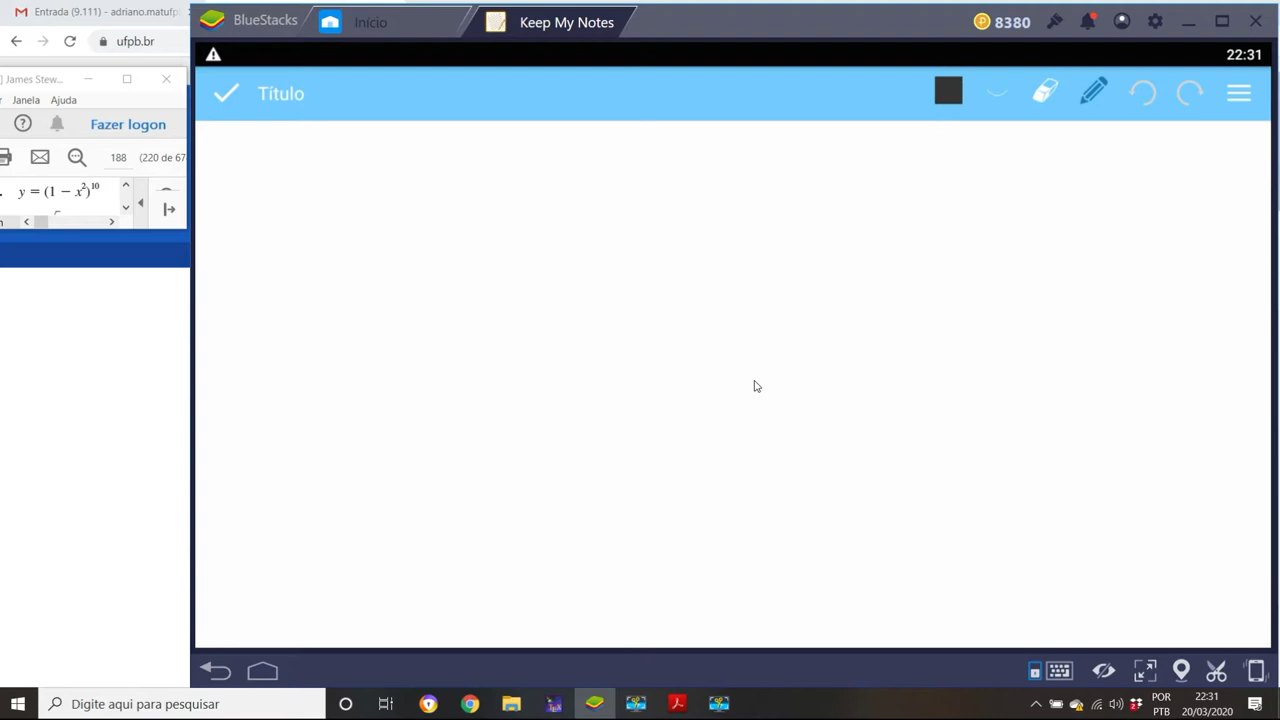 Entrada (9.111) - adriano.matufp
BlueStacks
Início
Keep My Notes
8380
ufpb.br
22:31
] James Stew...
Título
Janela Ajuda
Fazer logon
188 (220 de 67
y = (1 − x²)¹⁰
Digite aqui para pesquisar
POR
PTB
22:31
20/03/2020